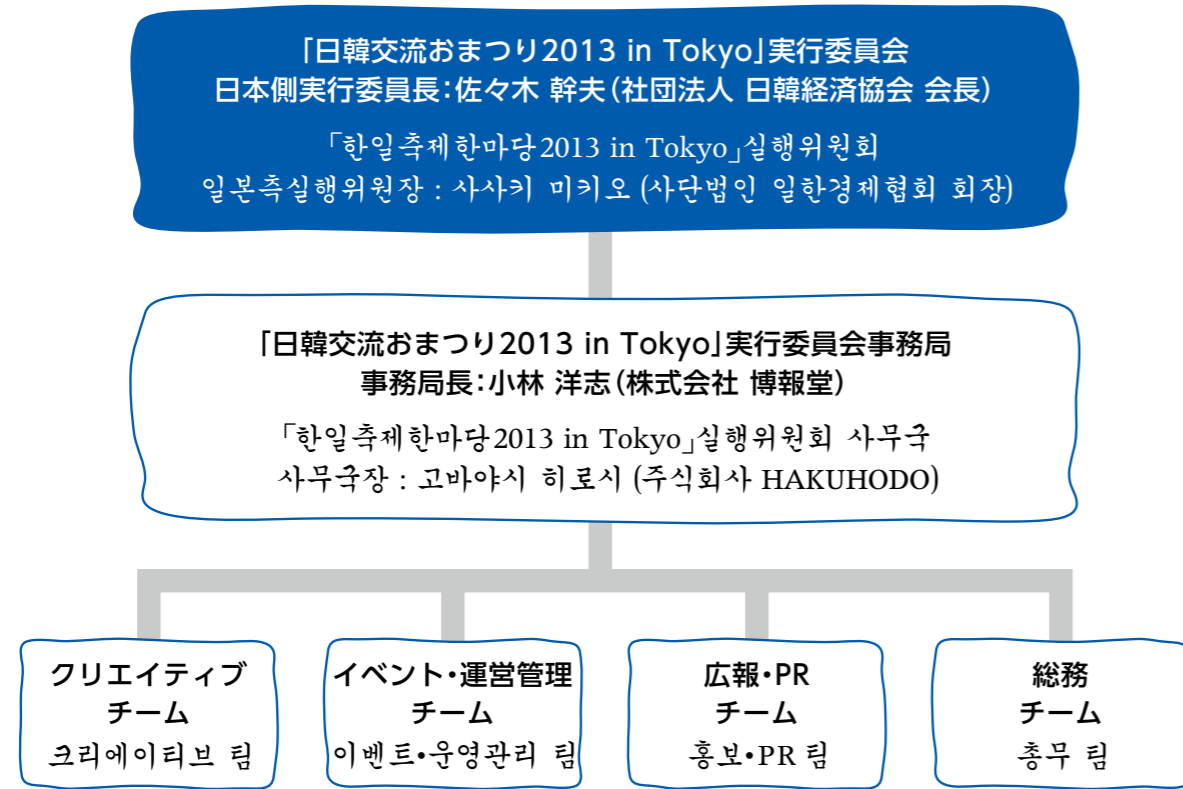 「日韓交流おまつり2013 in Tokyo」実行委員会
日本側実行委員長：佐々木 幹夫（社団法人 日韓経済協会 会長）
「한일축제한마당2013 in Tokyo」실행위원회
일본측실행위원장 : 사사키 미키오 (사단법인 일한경제협회 회장)
「日韓交流おまつり2013 in Tokyo」実行委員会事務局
事務局長：小林 洋志（株式会社 博報堂）
「한일축제한마당2013 in Tokyo」실행위원회 사무국
사무국장 : 고바야시 히로시 (주식회사 HAKUHODO)
クリエイティブ
チーム
크리에이티브 팀
イベント・運営管理
チーム
이벤트・운영관리 팀
広報・PR
チーム
홍보・PR 팀
総務
チーム
총무 팀